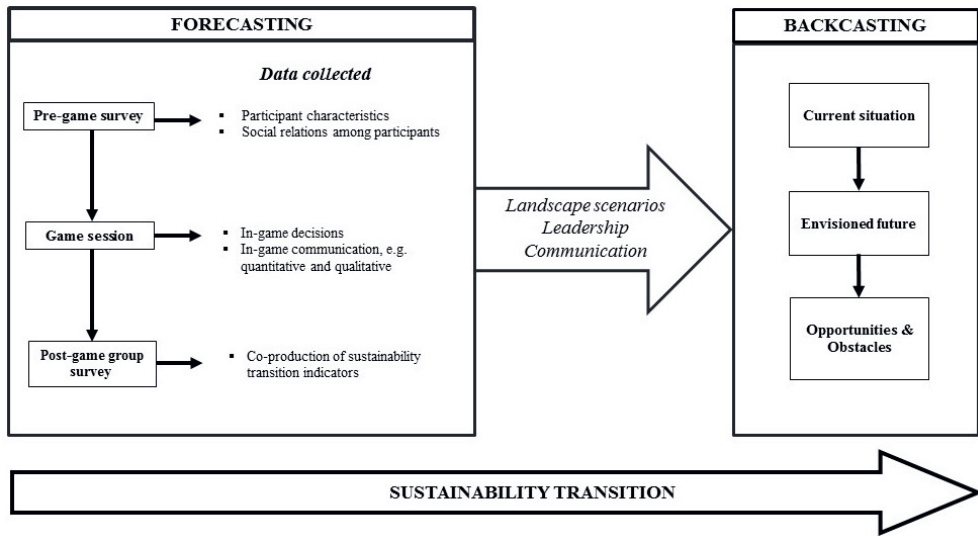 FORECASTING
Data collected
Pre-game survey
▪ Participant characteristics
▪ Social relations among participants
Game session
▪ In-game decisions
▪ In-game communication, e.g.
quantitative and qualitative
Post-game group
survey
▪ Co-production of sustainability
transition indicators
Landscape scenarios
Leadership
Communication
BACKCASTING
Current situation
Envisioned future
Opportunities &
Obstacles
SUSTAINABILITY TRANSITION